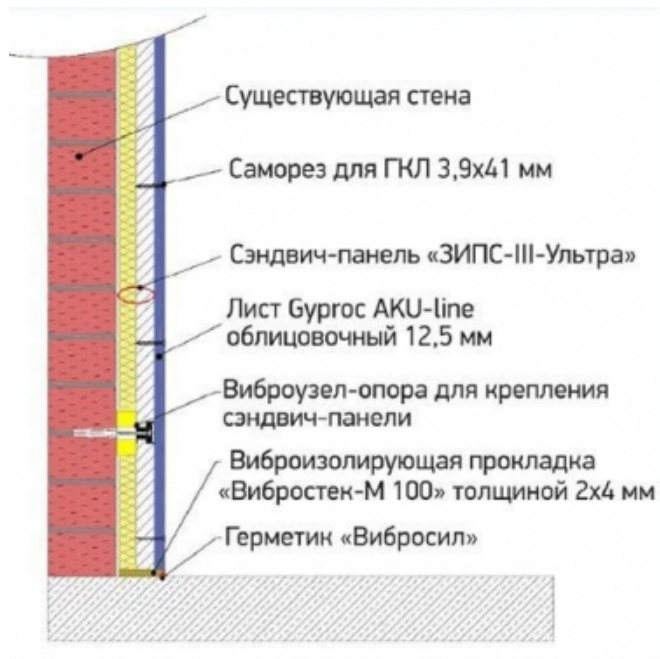 Существующая стена
Саморез для ГКЛ 3,9х41 мм
Сэндвич-панель «ЗИПС-III-Ультра»
Лист Gyproc AKU-line
облицовочный 12,5 мм
Виброузел-опора для крепления
сэндвич-панели
Виброизолирующая прокладка
«Вибростек-М 100» толщиной 2х4 мм
Герметик «Вибросил»